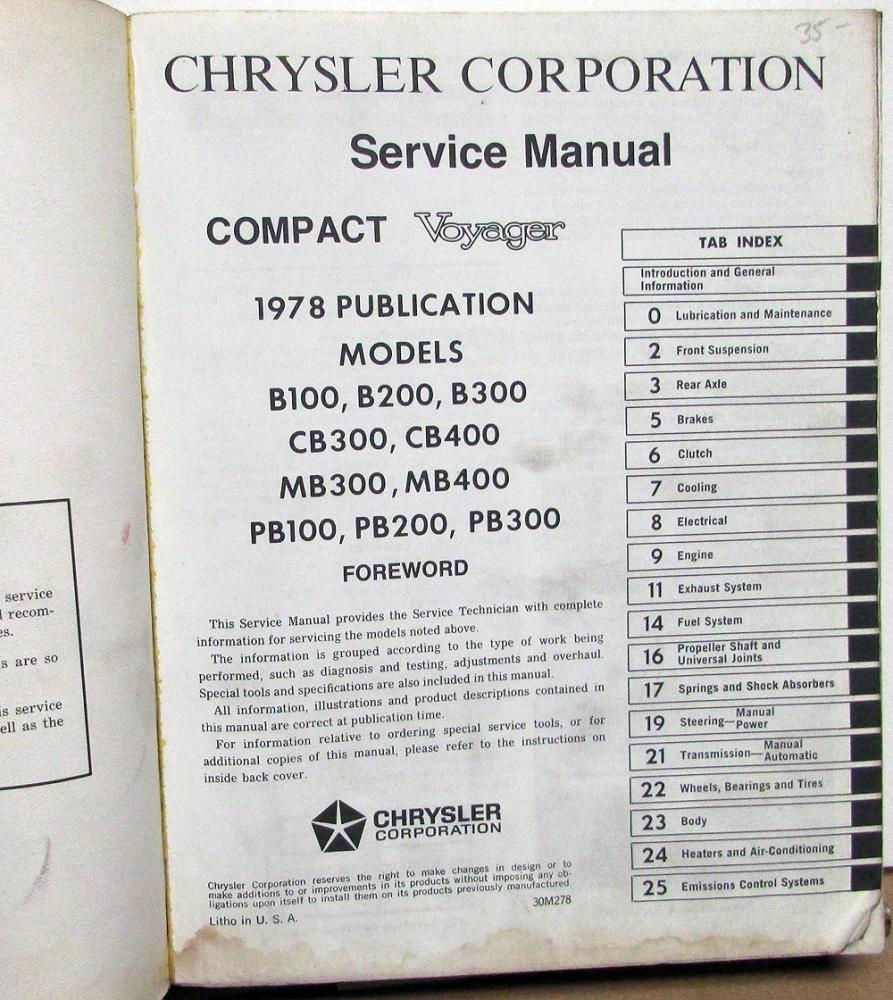 35-
CHRYSLER CORPORATION
Service Manual
COMPACT Voyager
1978 PUBLICATION
MODELS
B100, B200, B300
CB300, CB400
MB300, MB400
PB100, PB200, PB300
FOREWORD
This Service Manual provides the Service Technician with complete
information for servicing the models noted above.
The information is grouped according to the type of work being
performed, such as diagnosis and testing, adjustments and overhaul.
Special tools and specifications are also included in this manual.
All information, illustrations and product descriptions contained in
this manual are correct at publication time.
For information relative to ordering special service tools, or for
additional copies of this manual, please refer to the instructions on
inside back cover.
CHRYSLER
CORPORATION
Chrysler Corporation reserves the right to make changes in design or to
make additions to or improvements in its products without imposing any ob-
ligations upon itself to install them on its products previously manufactured.
30M278
Litho in U. S. A.
TAB INDEX
Introduction and General
Information
0 Lubrication and Maintenance
2 Front Suspension
3 Rear Axle
5 Brakes
6 Clutch
7 Cooling
8 Electrical
9 Engine
11 Exhaust System
14 Fuel System
16 Propeller Shaft and
Universal Joints
17 Springs and Shock Absorbers
19 Steering—Manual
Power
21 Transmission—Manual
Automatic
22 Wheels, Bearings and Tires
23 Body
24 Heaters and Air-Conditioning
25 Emissions Control Systems
service
recom-
es.
s are so
is service
ell as the